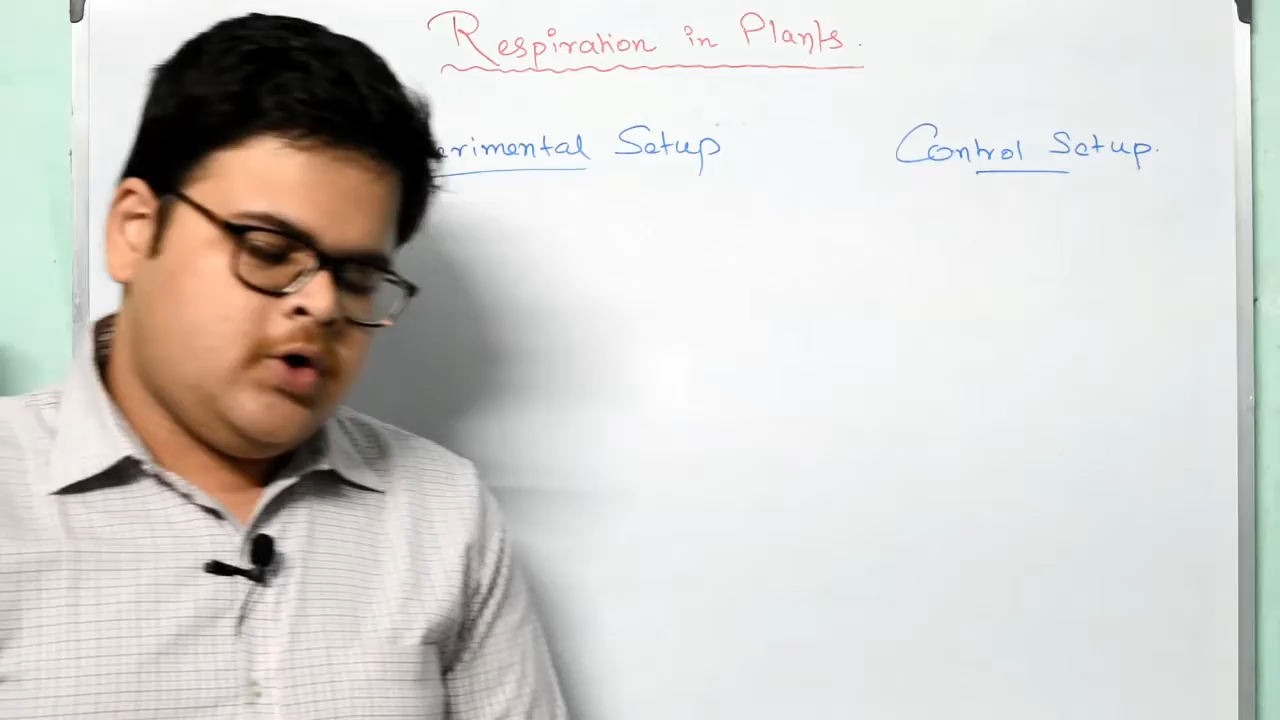 Respiration in Plants.
erimental Setup
Control Setup.